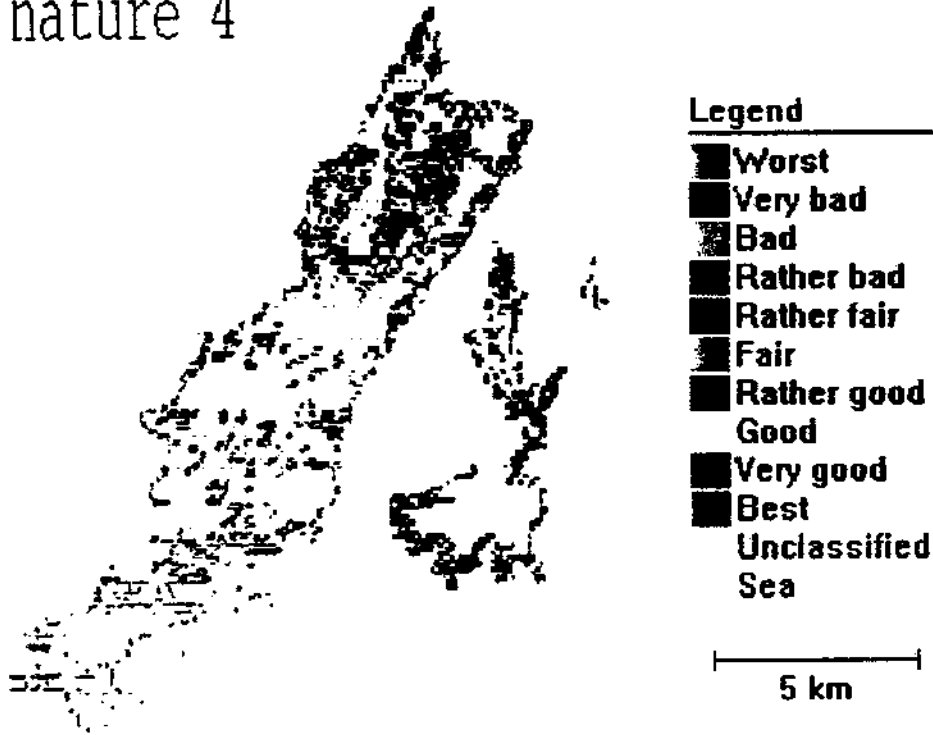 nature 4
Legend
Worst
Very bad
Bad
Rather bad
Rather fair
Fair
Rather good
Good
Very good
Best
Unclassified
Sea
5 km